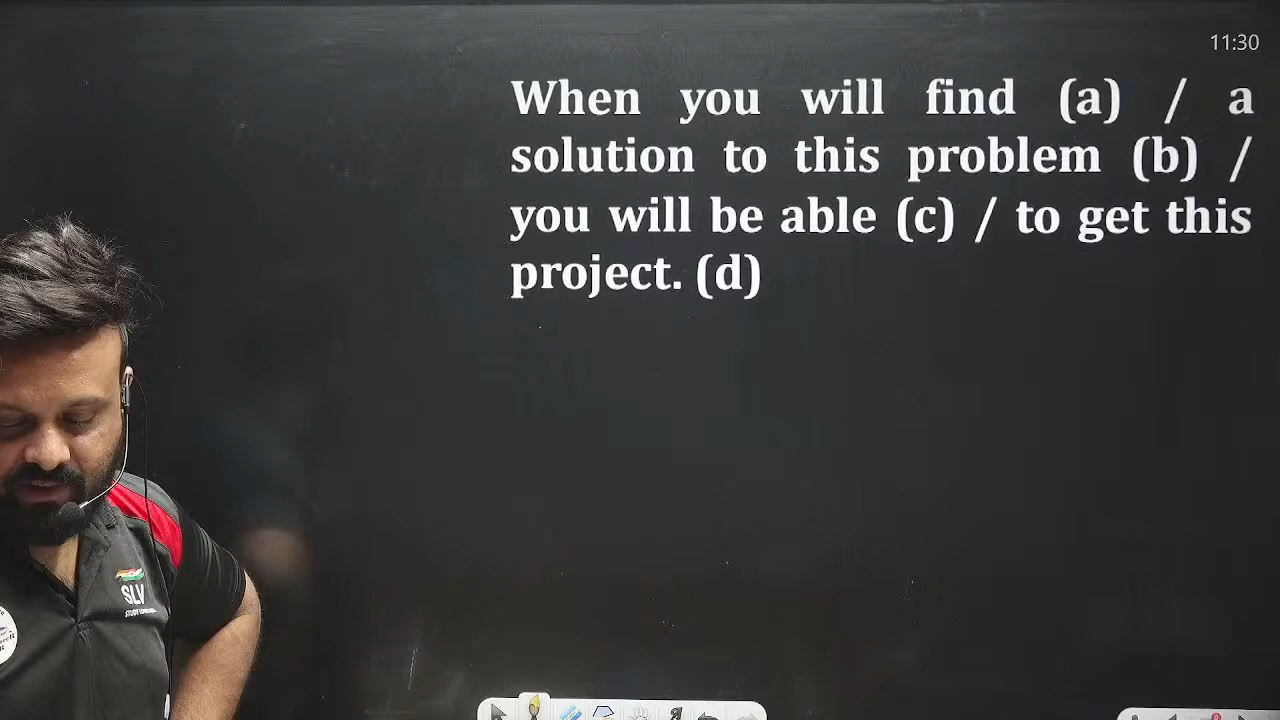 11:30
When you will find (a) / a
solution to this problem (b) /
you will be able (c) / to get this
project. (d)
SLV